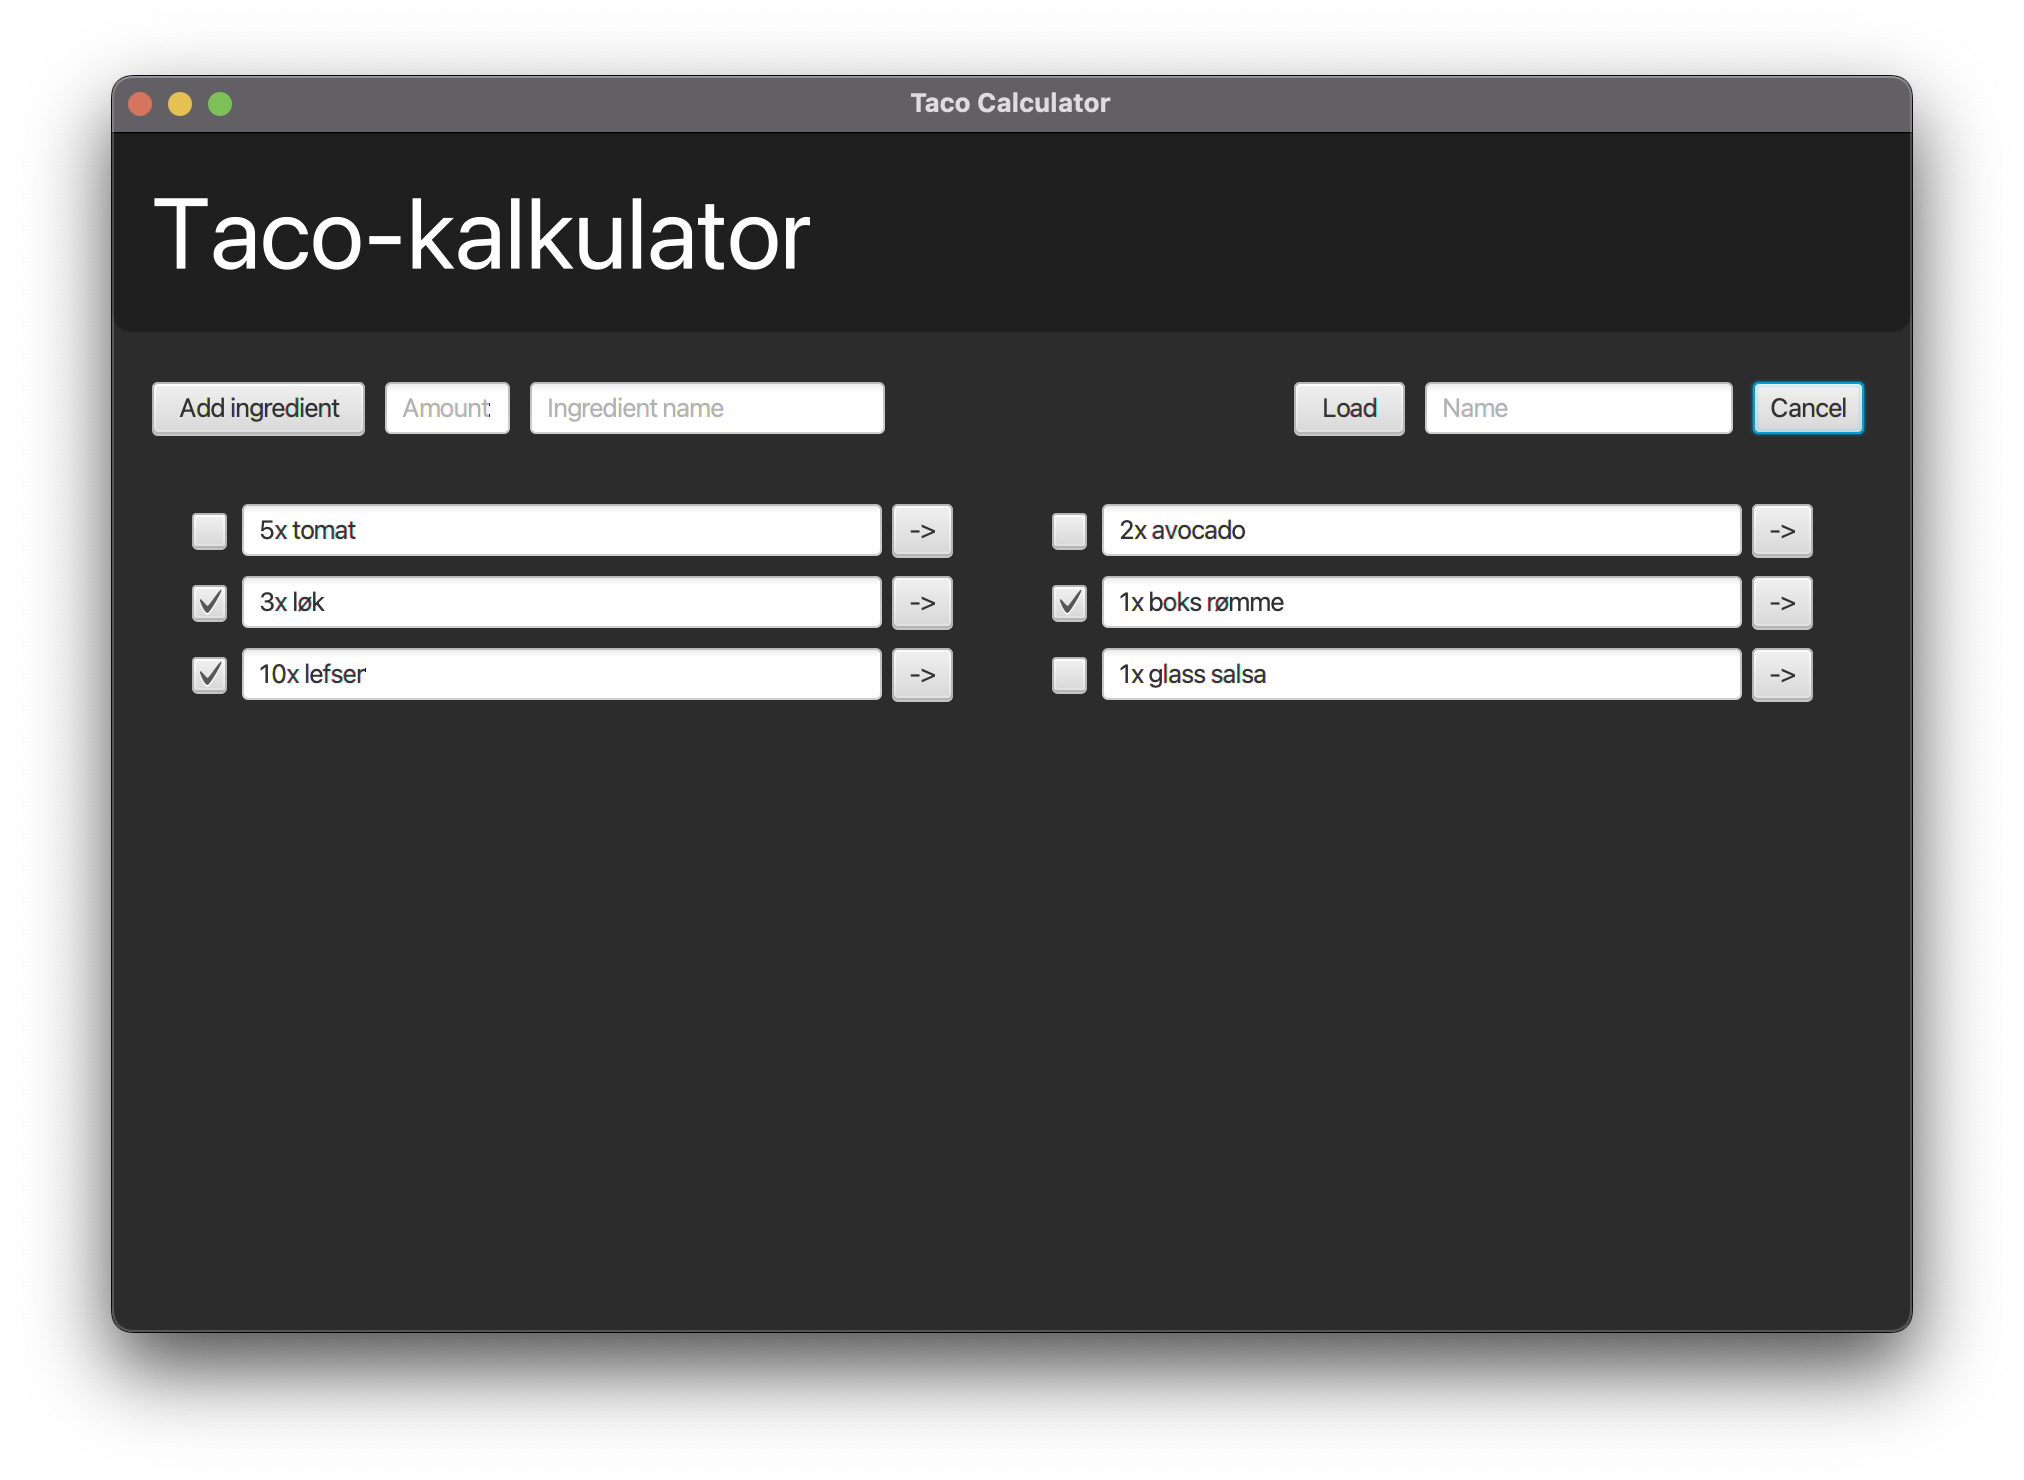 Taco Calculator
Taco-kalkulator
Add ingredient Amount Ingredient name Load Name Cancel
5x tomat -> 2x avocado ->
3x løk -> 1x boks rømme ->
10x lefser -> 1x glass salsa ->